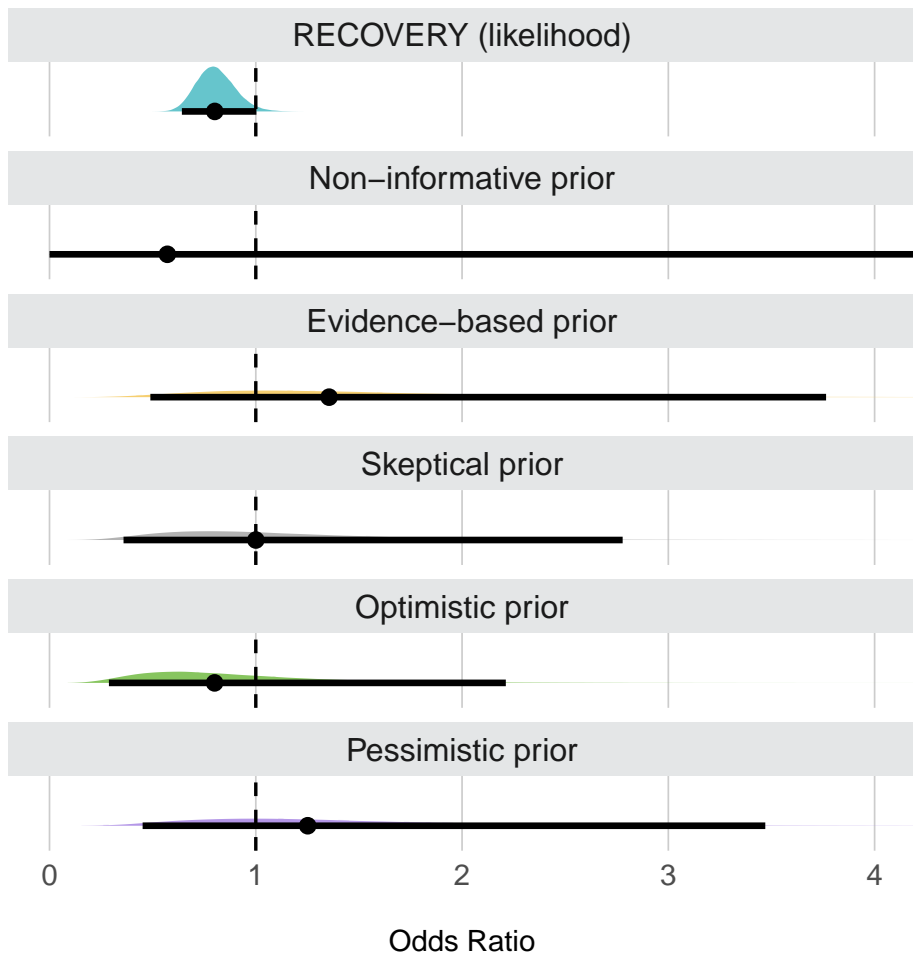 RECOVERY (likelihood)
Non−informative prior
Evidence−based prior
Skeptical prior
Optimistic prior
Pessimistic prior
0 1 2 3 4
Odds Ratio